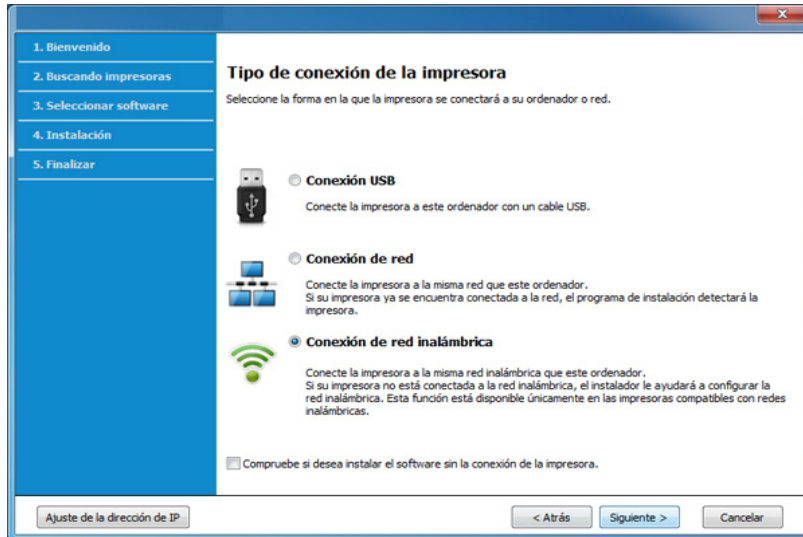 1. Bienvenido
2. Buscando impresoras
3. Seleccionar software
4. Instalación
5. Finalizar
Tipo de conexión de la impresora
Seleccione la forma en la que la impresora se conectará a su ordenador o red.
Conexión USB
Conecte la impresora a este ordenador con un cable USB.
Conexión de red
Conecte la impresora a la misma red que este ordenador.
Si su impresora ya se encuentra conectada a la red, el programa de instalación detectará la
impresora.
Conexión de red inalámbrica
Conecte la impresora a la misma red inalámbrica que este ordenador.
Si su impresora no está conectada a la red inalámbrica, el instalador le ayudará a configurar la
red inalámbrica. Esta función está disponible únicamente en las impresoras compatibles con redes
inalámbricas.
Compruebe si desea instalar el software sin la conexión de la impresora.
Ajuste de la dirección de IP
< Atrás
Siguiente >
Cancelar